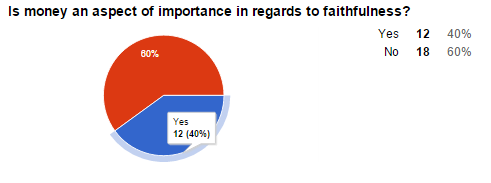 Is money an aspect of importance in regards to faithfulness?
Yes 12 40%
No 18 60%
60%
Yes
12 (40%)